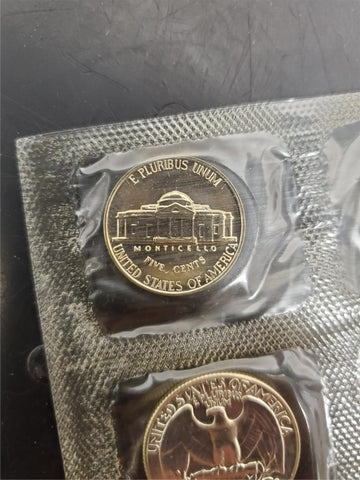 E PLURIBUS UNUM
MONTICELLO
FIVE CENTS
UNITED STATES OF AMERICA
UNITED STATES OF AMERICA